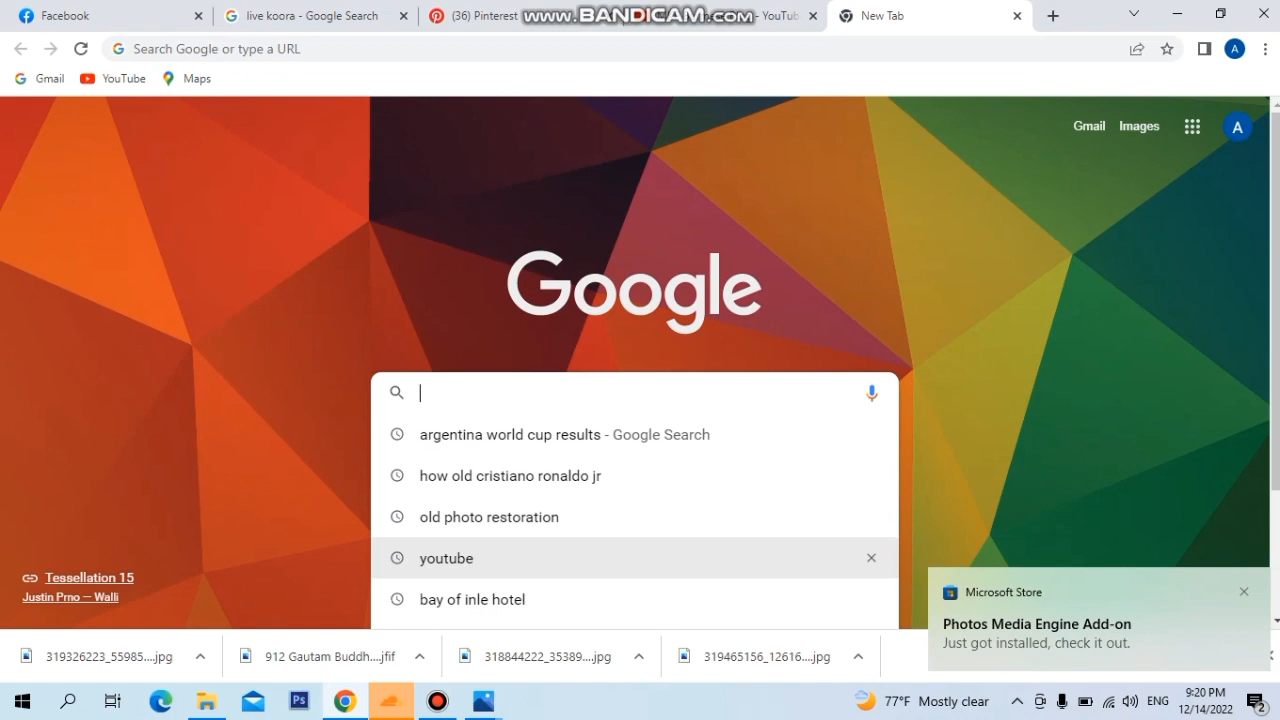 Facebook
live koora - Google Search
(36) Pinterest
www.BANDICAM.com
- YouTu
New Tab
Search Google or type a URL
A
Gmail
YouTube
Maps
Gmail
Images
A
Google
argentina world cup results - Google Search
how old cristiano ronaldo jr
old photo restoration
youtube
bay of inle hotel
Tessellation 15
Justin Prno — Walli
Microsoft Store
Photos Media Engine Add-on
Just got installed, check it out.
319326223_55985....jpg
912 Gautam Buddh....jfif
318844222_35389....jpg
319465156_12616....jpg
Ps
77°F Mostly clear
ENG
9:20 PM
12/14/2022
2